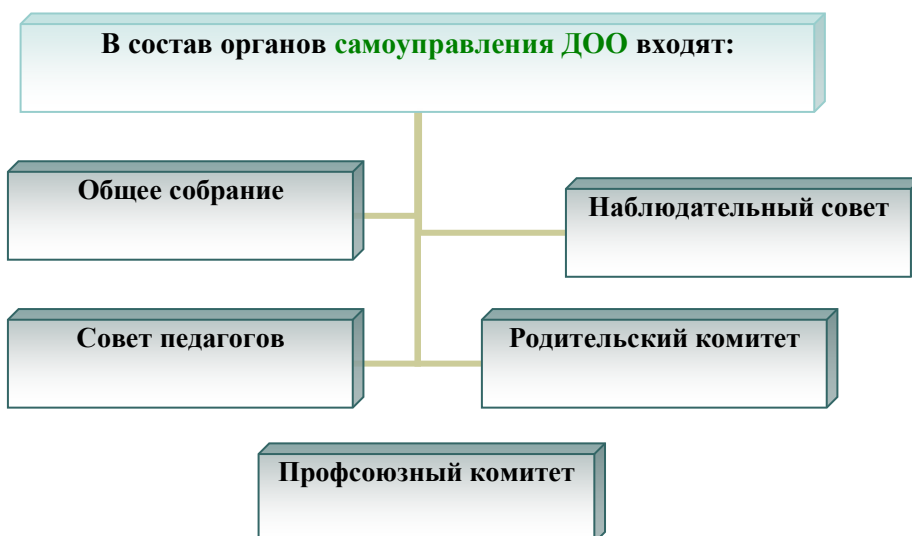 В состав органов самоуправления ДОО входят:
Общее собрание
Наблюдательный совет
Совет педагогов
Родительский комитет
Профсоюзный комитет